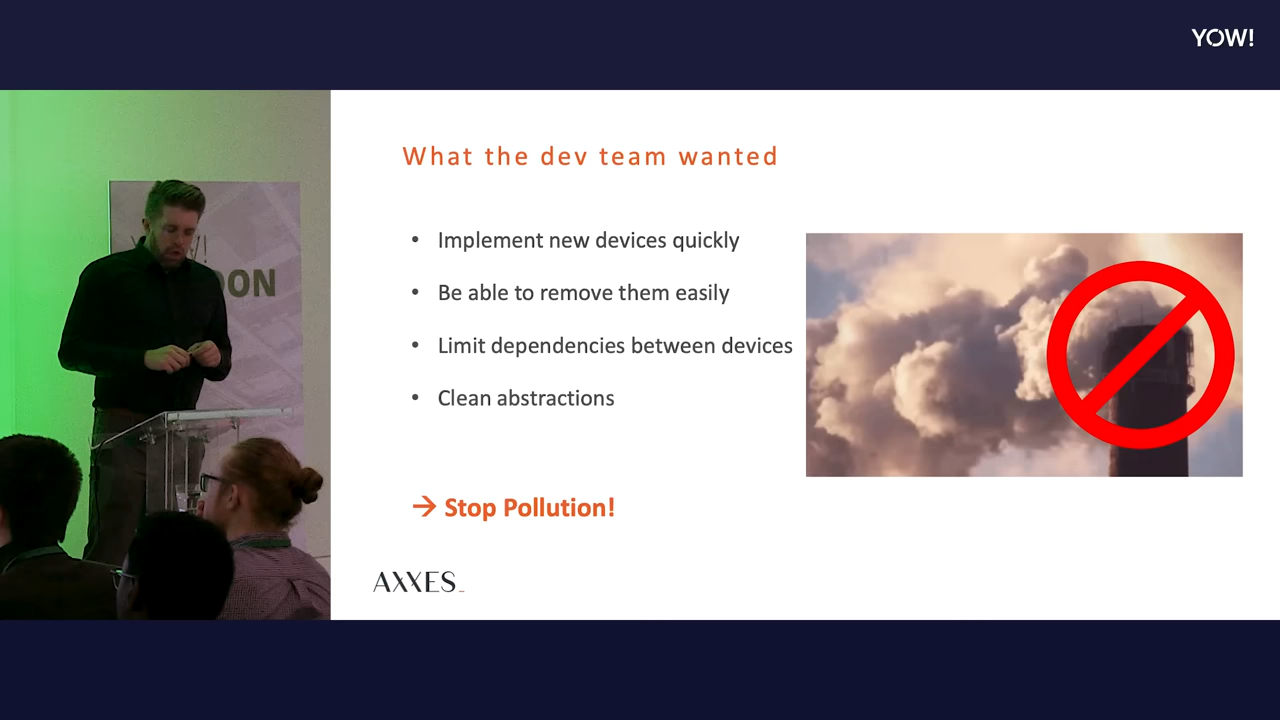 YOW!
What the dev team wanted
• Implement new devices quickly
• Be able to remove them easily
• Limit dependencies between devices
• Clean abstractions
→ Stop Pollution!
AXXES_